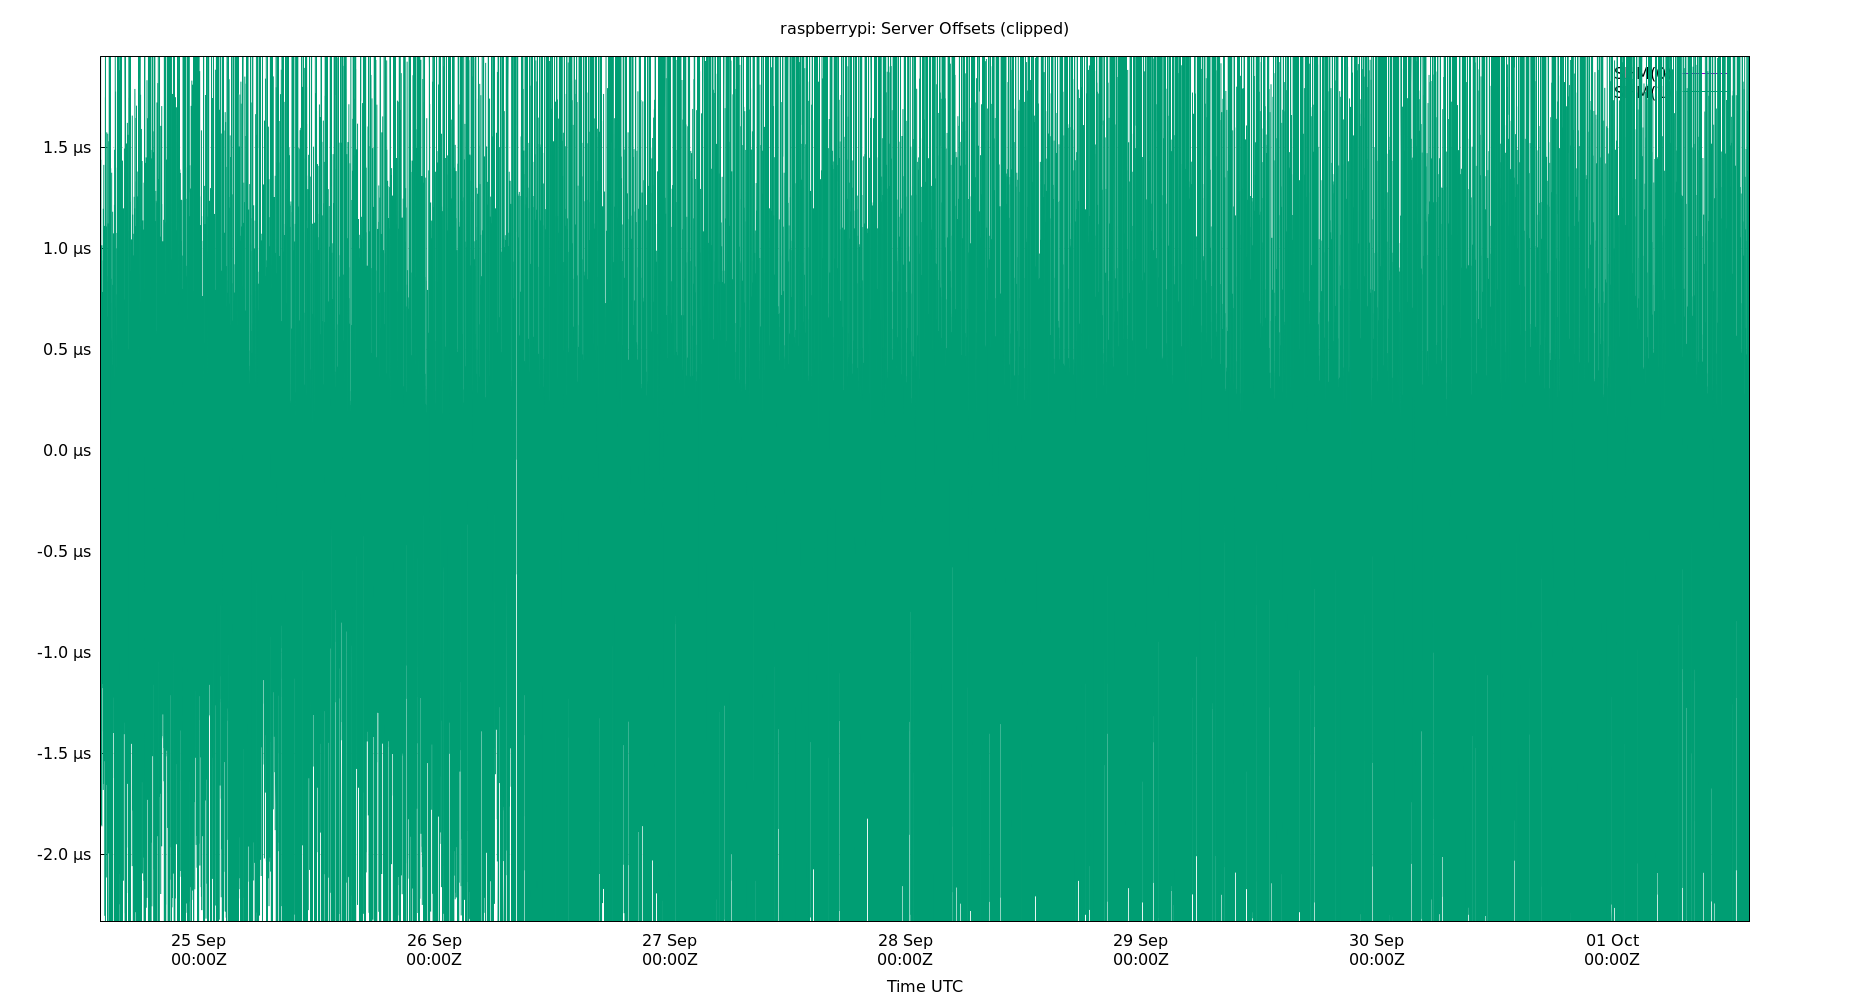 raspberrypi: Server Offsets (clipped)
1.5 µs
1.0 µs
0.5 µs
0.0 µs
-0.5 µs
-1.0 µs
-1.5 µs
-2.0 µs
25 Sep
00:00Z
26 Sep
00:00Z
27 Sep
00:00Z
28 Sep
00:00Z
29 Sep
00:00Z
30 Sep
00:00Z
01 Oct
00:00Z
Time UTC